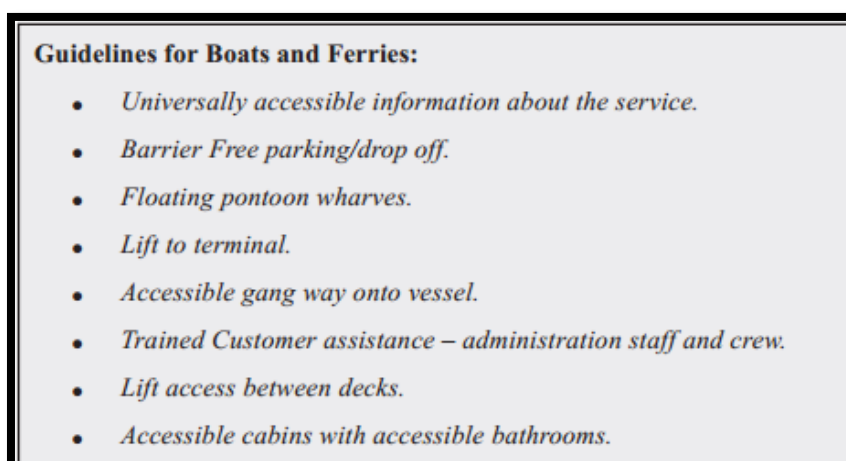 Guidelines for Boats and Ferries:
● Universally accessible information about the service.
● Barrier Free parking/drop off.
● Floating pontoon wharves.
● Lift to terminal.
● Accessible gang way onto vessel.
● Trained Customer assistance – administration staff and crew.
● Lift access between decks.
● Accessible cabins with accessible bathrooms.